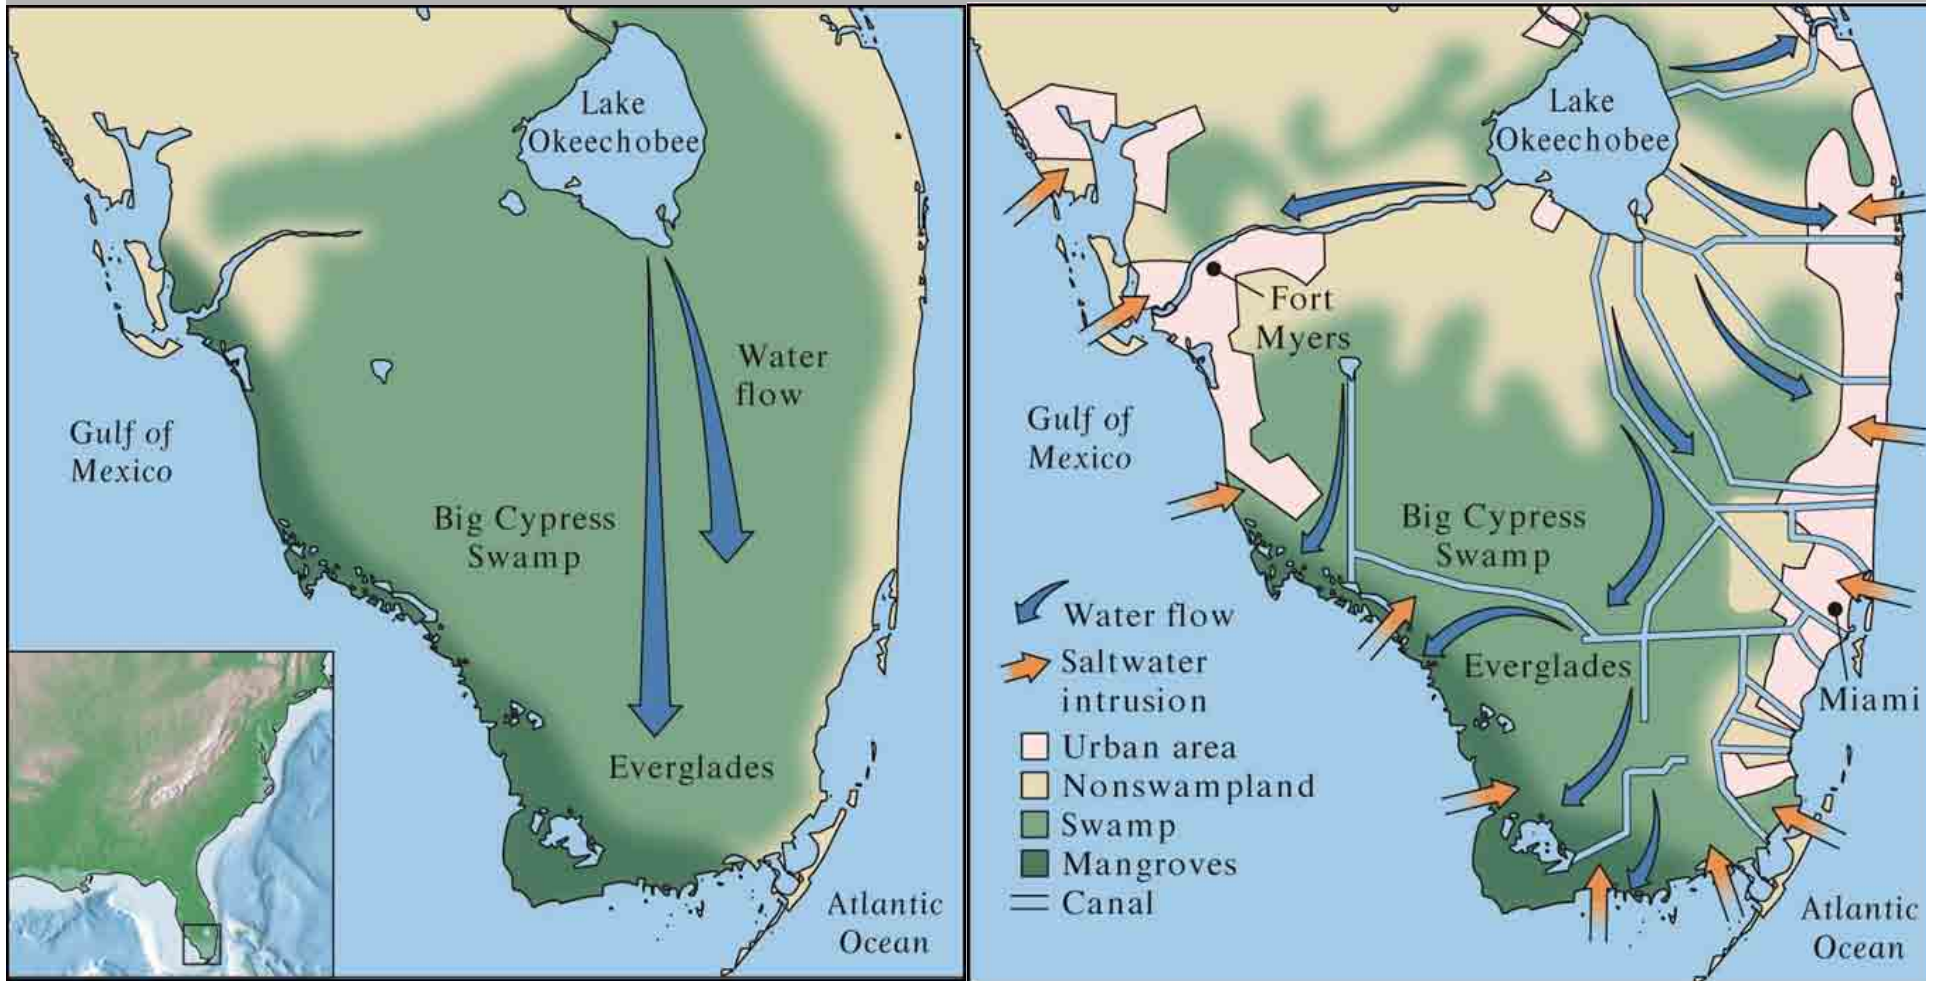 Lake
Okeechobee
Water
flow
Gulf of
Mexico
Big Cypress
Swamp
Everglades
Atlantic
Ocean
Lake
Okeechobee
Fort
Myers
Gulf of
Mexico
Big Cypress
Swamp
Water flow
Saltwater
intrusion
Everglades
Miami
Urban area
Nonswampland
Swamp
Mangroves
Canal
Atlantic
Ocean